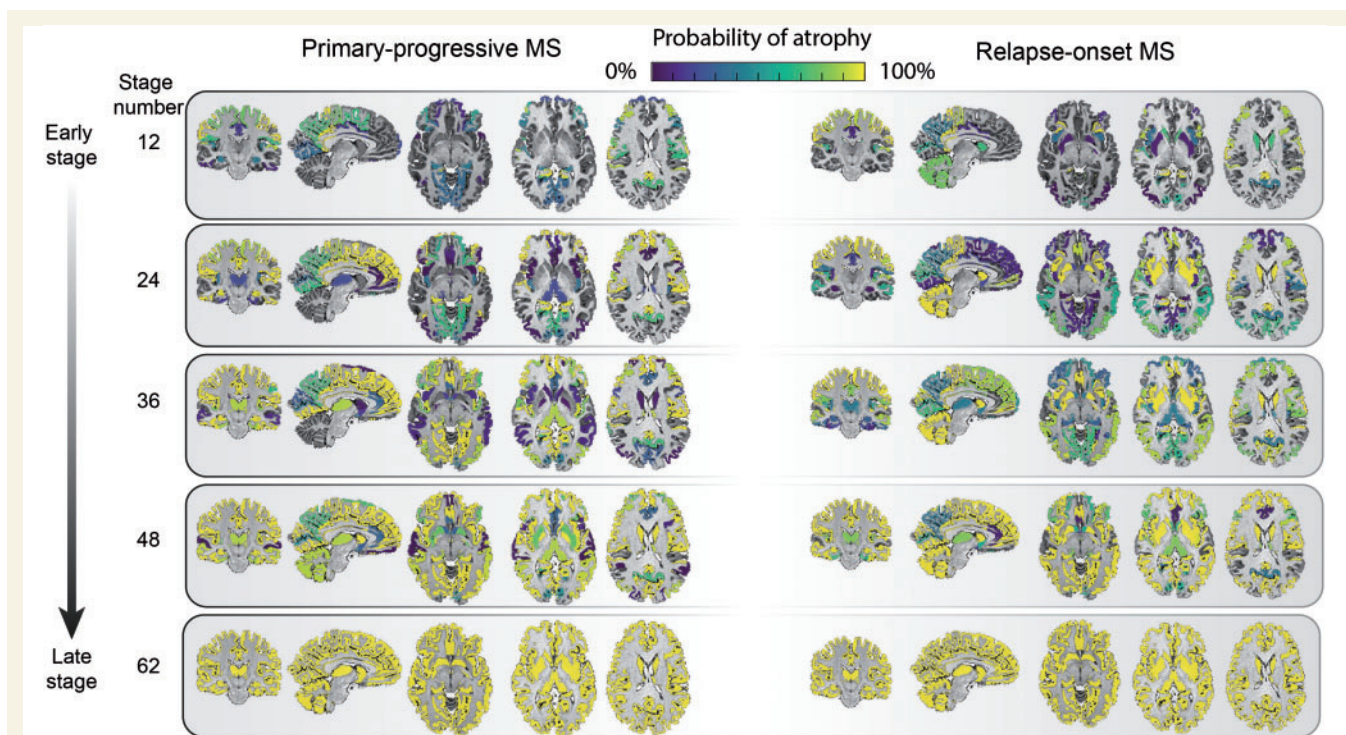 Primary-progressive MS
Probability of atrophy
0% 100%
Relapse-onset MS
Stage
number
Early
stage
12
24
36
48
Late
stage
62